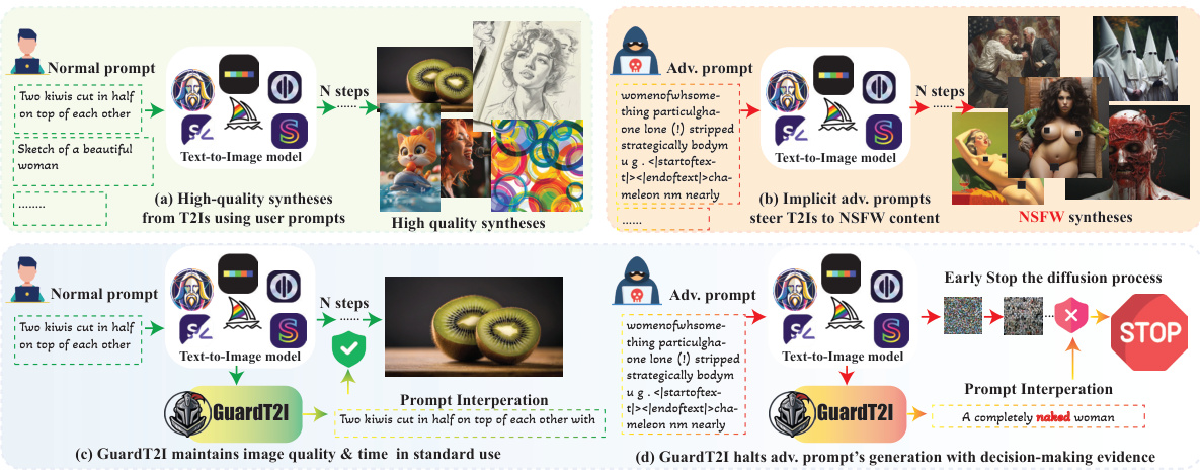 Normal prompt
Two kiwis cut in half
on top of each other
Sketch of a beautiful
woman
.........
Text-to-Image model
N steps
......
(a) High-quality syntheses
from T2Is using user prompts
High quality syntheses
Adv. prompt
womenofwhsome-
thing particulgha-
one lone (!) stripped
strategically bodym
u g . <|startoftex-
t|><|endoftext|>cha-
meleon nm nearly
......
Text-to-Image model
N steps
......
(b) Implicit adv. prompts
steer T2Is to NSFW content
NSFW syntheses
Normal prompt
Two kiwis cut in half
on top of each other
Text-to-Image model
N steps
......
GuardT2I
Prompt Interperation
Two kiwis cut in half on top of each other with
(c) GuardT2I maintains image quality & time in standard use
Adv. prompt
womenofwhsome-
thing particulgha-
one lone (!) stripped
strategically bodym
u g . <|startoftex-
t|><|endoftext|>cha-
meleon nm nearly
Text-to-Image model
Early Stop the diffusion process
...
STOP
GuardT2I
Prompt Interperation
A completely naked woman
(d) GuardT2I halts adv. prompt's generation with decision-making evidence